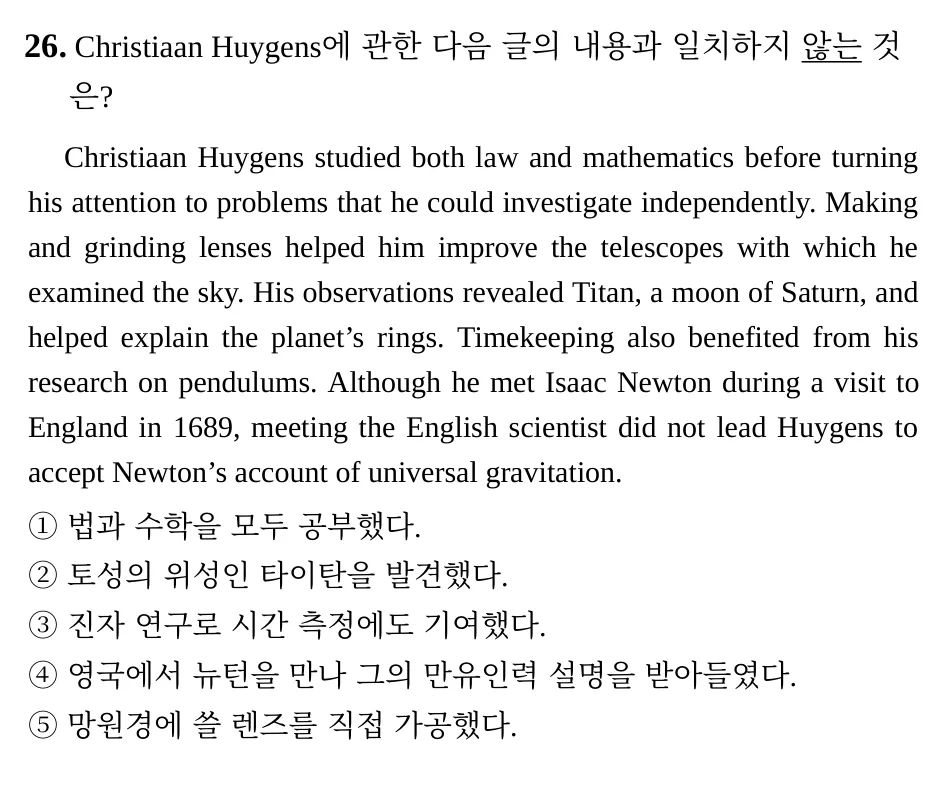 26. Christiaan Huygens에 관한 다음 글의 내용과 일치하지 않는 것
은?
Christiaan Huygens studied both law and mathematics before turning
his attention to problems that he could investigate independently. Making
and grinding lenses helped him improve the telescopes with which he
examined the sky. His observations revealed Titan, a moon of Saturn, and
helped explain the planet’s rings. Timekeeping also benefited from his
research on pendulums. Although he met Isaac Newton during a visit to
England in 1689, meeting the English scientist did not lead Huygens to
accept Newton’s account of universal gravitation.
① 법과 수학을 모두 공부했다.
② 토성의 위성인 타이탄을 발견했다.
③ 진자 연구로 시간 측정에도 기여했다.
④ 영국에서 뉴턴을 만나 그의 만유인력 설명을 받아들였다.
⑤ 망원경에 쓸 렌즈를 직접 가공했다.